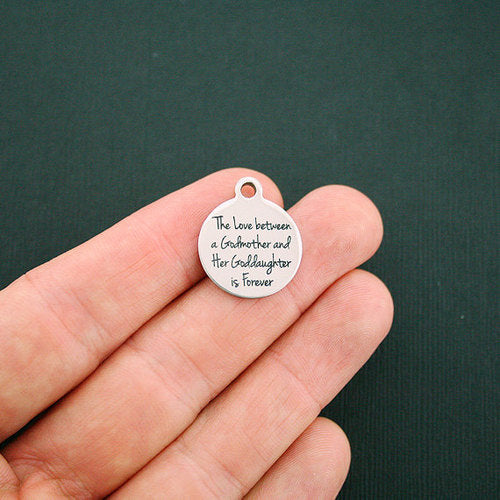 The Love between
a Godmother and
Her Goddaughter
is Forever